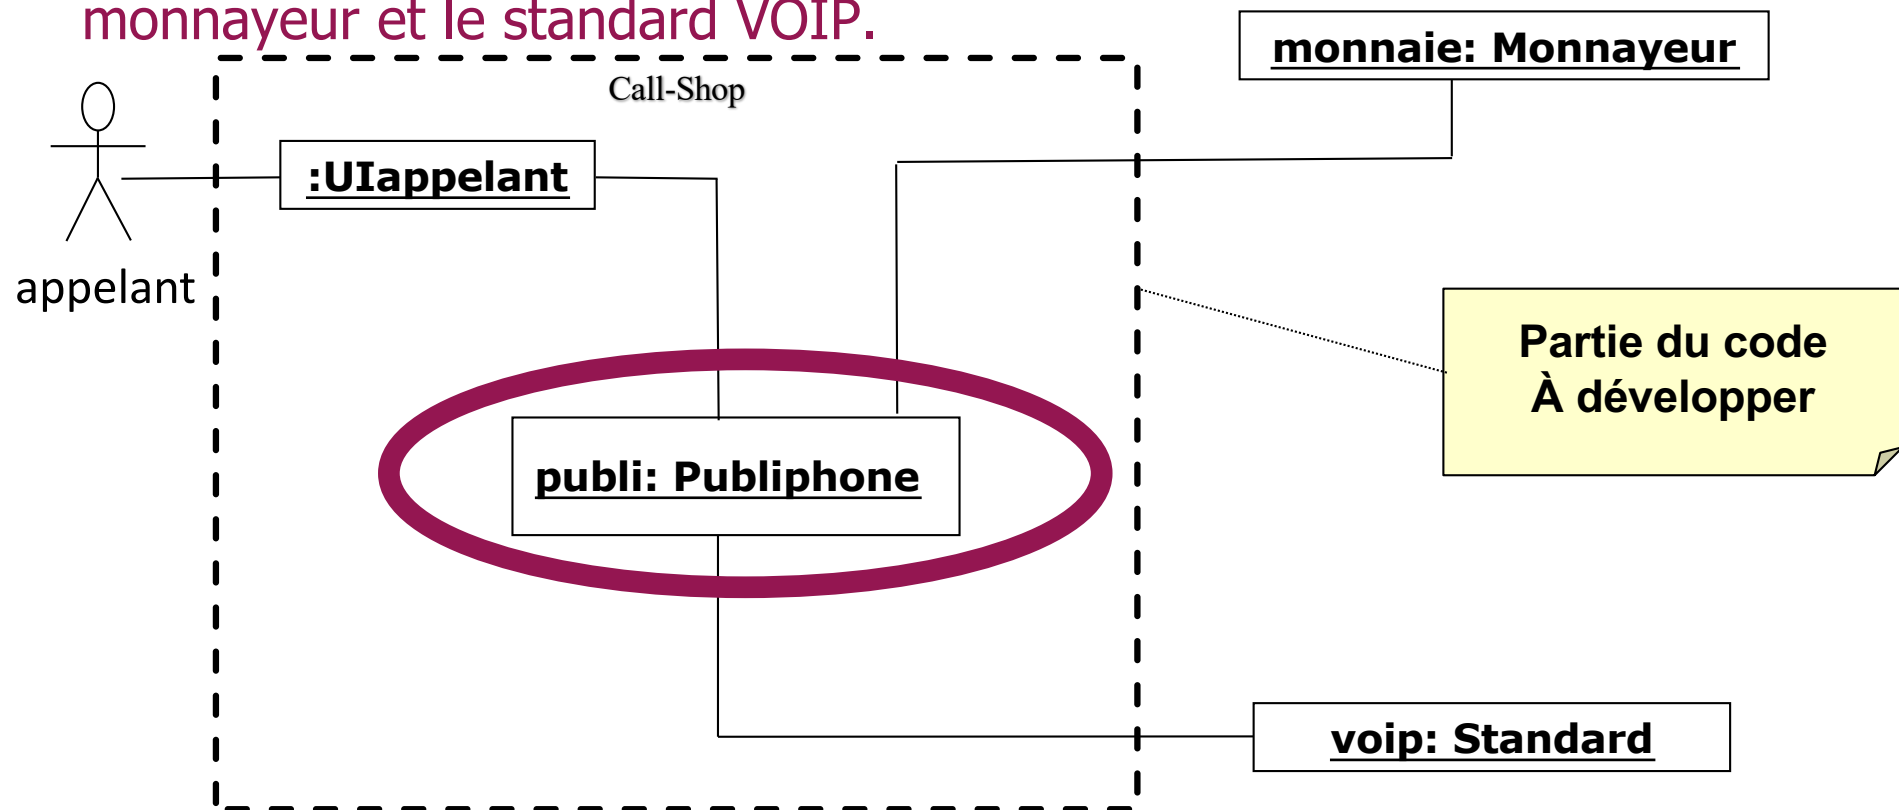 monnayeur et le standard VOIP.
monnaie: Monnayeur
Call-Shop
:UIappelant
appelant
Partie du code
À développer
publi: Publiphone
voip: Standard